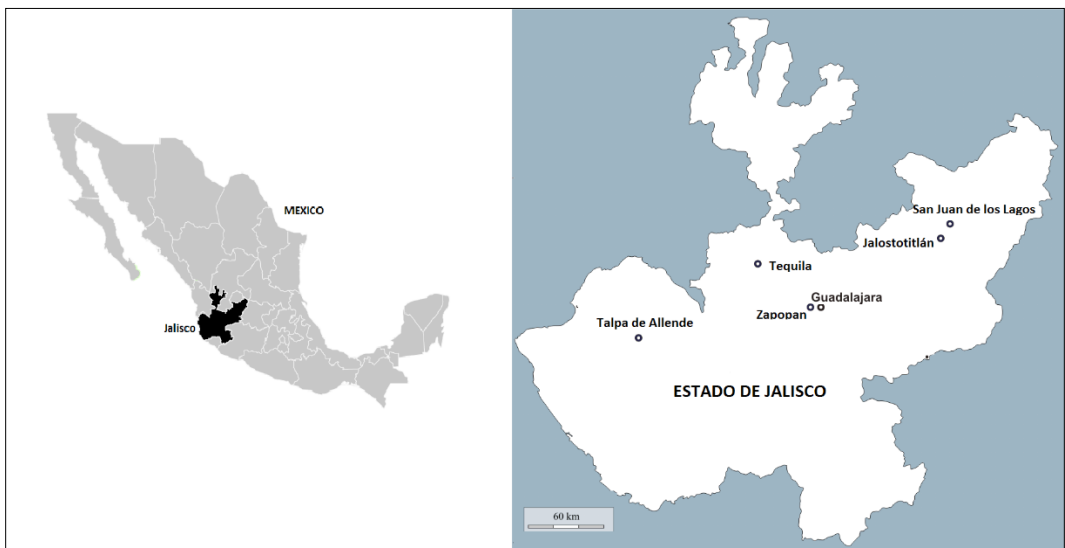 MEXICO
Jalisco
San Juan de los Lagos
Jalostotitlán
Tequila
Guadalajara
Zapopan
Talpa de Allende
ESTADO DE JALISCO
60 km